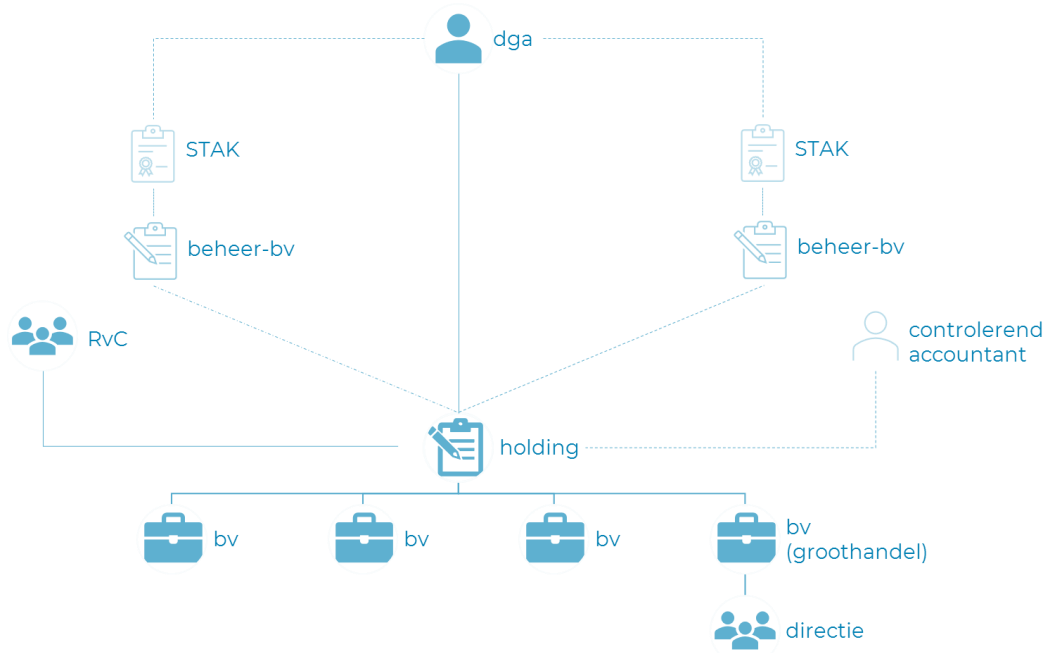 dga
STAK
STAK
beheer-bv
beheer-bv
RvC
controlerend
accountant
holding
bv
bv
bv
bv
(groothandel)
directie